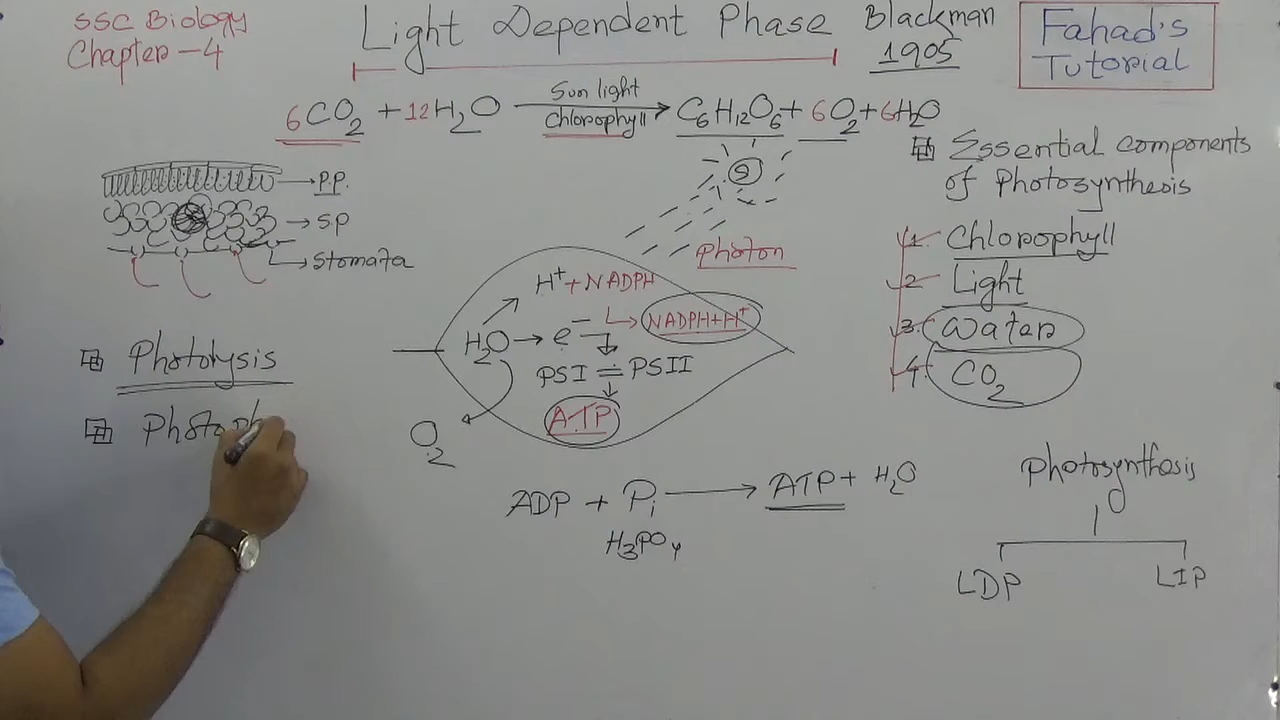 SSC Biology
Chapter-4
Light Dependent Phase
Blackman
1905
Fahad's
Tutorial
6CO2 + 12H2O Sun light Chlorophyll → C6H12O6 + 6O2 + 6H2O
→ P.P.
→ SP
→ Stomata
S
Photon
H+ + NADPH
→ NADPH+H+
H2O → e-
PSI ⇌ PSII
ATP
O2
ADP + Pi → ATP + H2O
H3PO4
Photolysis
Photoph
Essential components
of Photosynthesis
1. Chlorophyll
2 Light
3. Water
4. CO2
Photosynthesis
LDP LIP